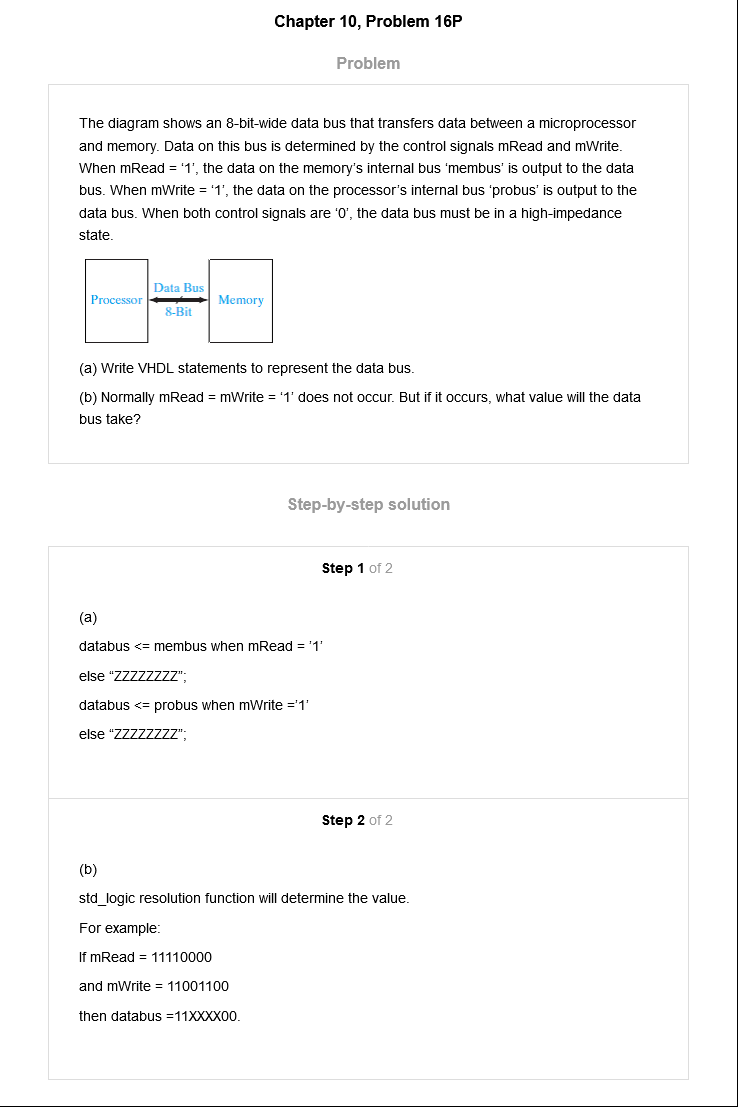 Chapter 10, Problem 16P
Problem
The diagram shows an 8-bit-wide data bus that transfers data between a microprocessor
and memory. Data on this bus is determined by the control signals mRead and mWrite.
When mRead = ‘1’, the data on the memory’s internal bus ‘membus’ is output to the data
bus. When mWrite = ‘1’, the data on the processor’s internal bus ‘probus’ is output to the
data bus. When both control signals are ‘0’, the data bus must be in a high-impedance
state.
Processor
Data Bus
8-Bit
Memory
(a) Write VHDL statements to represent the data bus.
(b) Normally mRead = mWrite = ‘1’ does not occur. But if it occurs, what value will the data
bus take?
Step-by-step solution
Step 1 of 2
(a)
databus <= membus when mRead = ’1’
else “ZZZZZZZZ”;
databus <= probus when mWrite =’1’
else “ZZZZZZZZ”;
Step 2 of 2
(b)
std_logic resolution function will determine the value.
For example:
If mRead = 11110000
and mWrite = 11001100
then databus =11XXXX00.